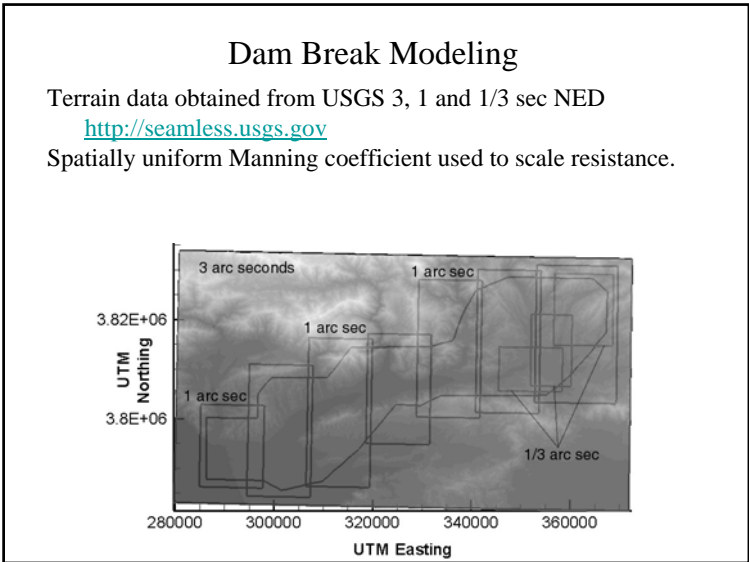 Dam Break Modeling
Terrain data obtained from USGS 3, 1 and 1/3 sec NED
http://seamless.usgs.gov
Spatially uniform Manning coefficient used to scale resistance.
3 arc seconds
1 arc sec
3.82E+06
1 arc sec
UTM
Northing
1 arc sec
3.8E+06
1/3 arc sec
280000 300000 320000 340000 360000
UTM Easting